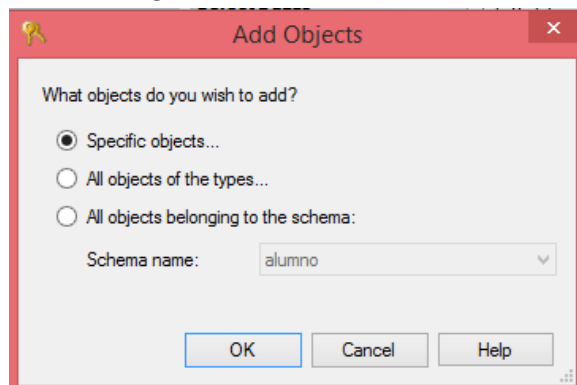 Add Objects
What objects do you wish to add?
Specific objects...
All objects of the types...
All objects belonging to the schema:
Schema name: alumno
OK Cancel Help